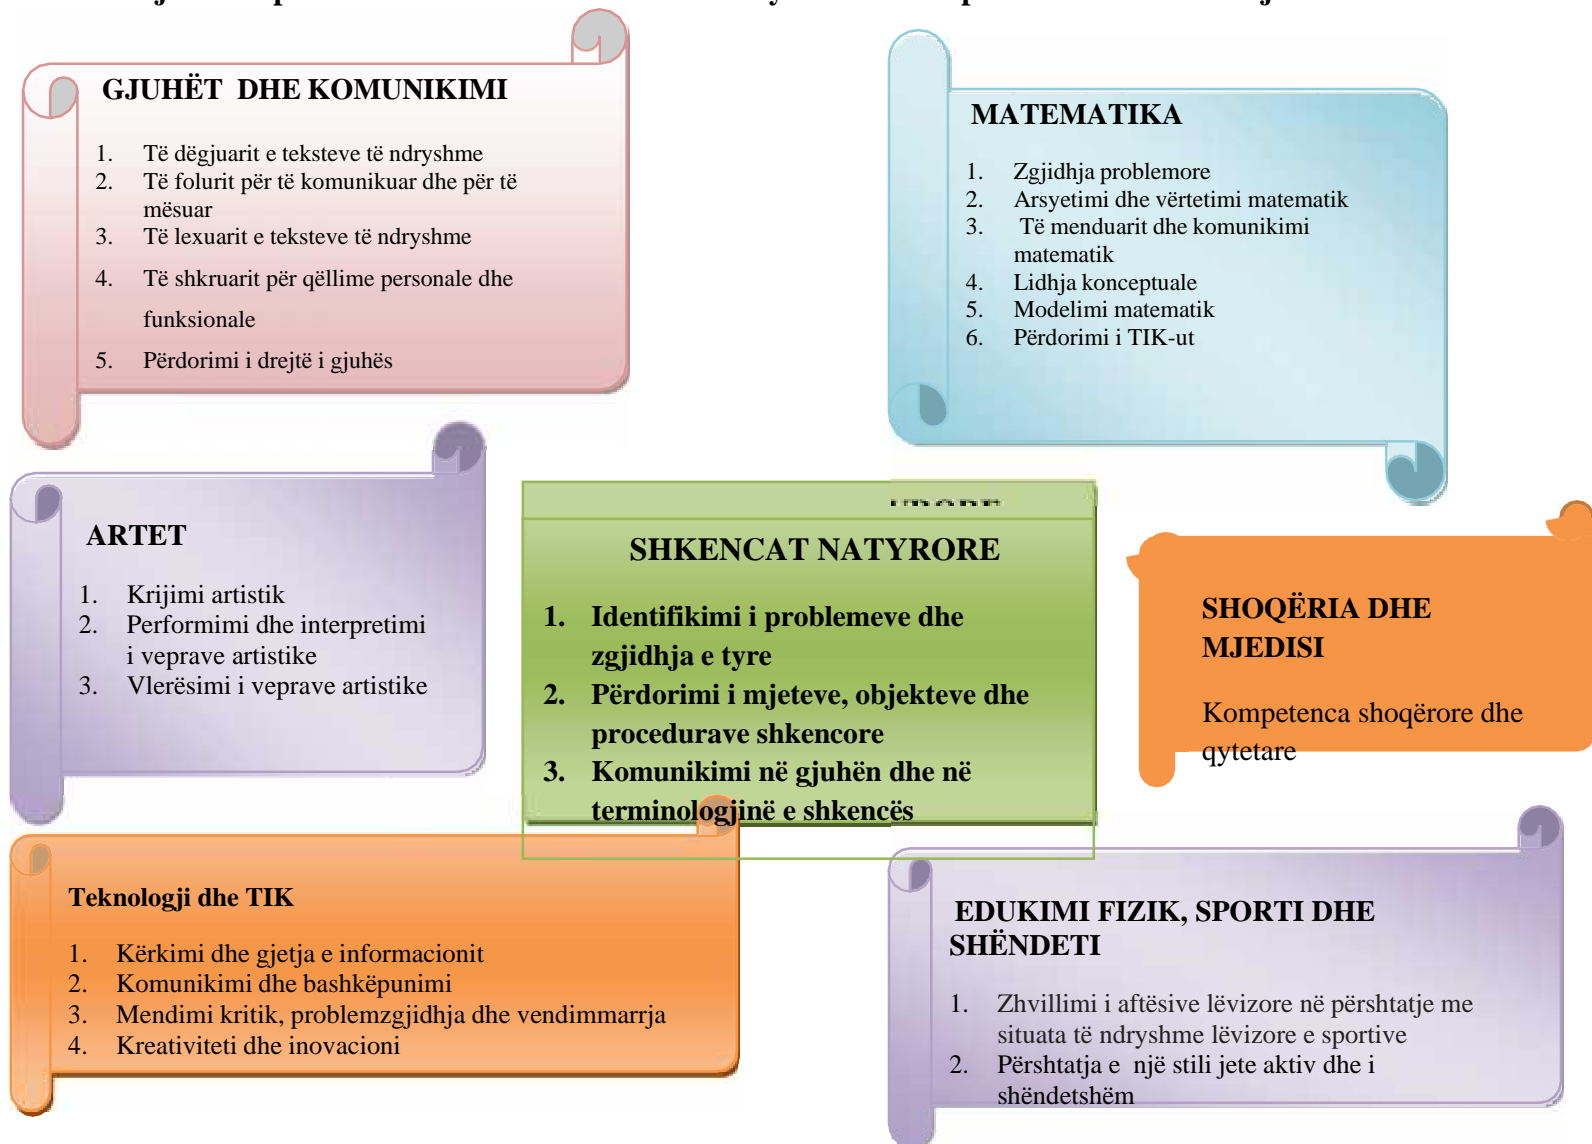 GJUHËT DHE KOMUNIKIMI
1. Të dëgjuarit e teksteve të ndryshme
2. Të folurit për të komunikuar dhe për të
mësuar
3. Të lexuarit e teksteve të ndryshme
4. Të shkruarit për qëllime personale dhe
funksionale
5. Përdorimi i drejtë i gjuhës
MATEMATIKA
1. Zgjidhja problemore
2. Arsyetimi dhe vërtetimi matematik
3. Të menduarit dhe komunikimi
matematik
4. Lidhja konceptuale
5. Modelimi matematik
6. Përdorimi i TIK-ut
ARTET
1. Krijimi artistik
2. Performimi dhe interpretimi
i veprave artistike
3. Vlerësimi i veprave artistike
SHKENCAT NATYRORE
1. Identifikimi i problemeve dhe
zgjidhja e tyre
2. Përdorimi i mjeteve, objekteve dhe
procedurave shkencore
3. Komunikimi në gjuhën dhe në
terminologjinë e shkencës
SHOQËRIA DHE
MJEDISI
Kompetenca shoqërore dhe
qytetare
Teknologji dhe TIK
1. Kërkimi dhe gjetja e informacionit
2. Komunikimi dhe bashkëpunimi
3. Mendimi kritik, problemzgjidhja dhe vendimmarrja
4. Kreativiteti dhe inovacioni
EDUKIMI FIZIK, SPORTI DHE
SHËNDETI
1. Zhvillimi i aftësive lëvizore në përshtatje me
situata të ndryshme lëvizore e sportive
2. Përshtatja e një stili jete aktiv dhe i
shëndetshëm